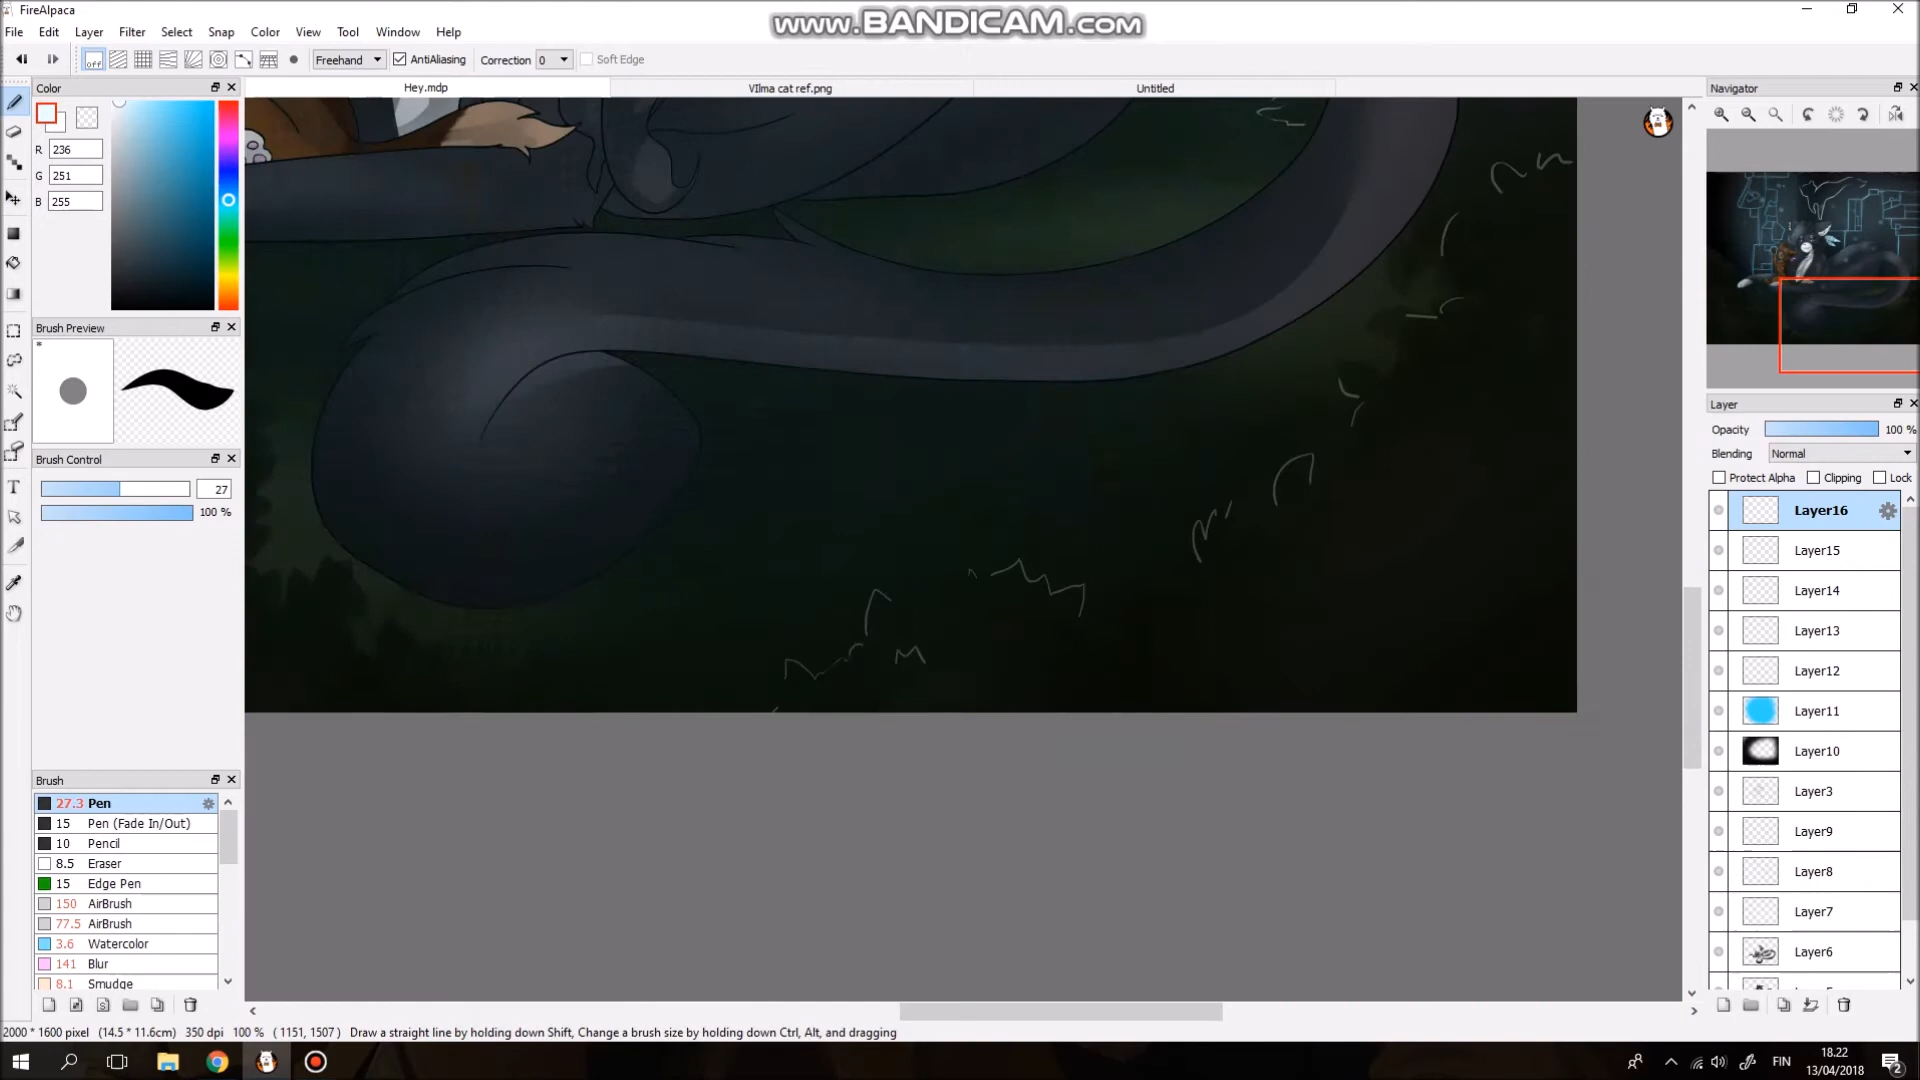 FireAlpaca
www.BANDICAM.com
File Edit Layer Filter Select Snap Color View Tool Window Help
off Freehand AntiAliasing Correction 0 Soft Edge
Color
Hey.mdp VIlma cat ref.png Untitled
Navigator
R 236
G 251
B 255
Brush Preview
*
Brush Control
27
100 %
Layer
Opacity 100 %
Blending Normal
Protect Alpha Clipping Lock
Layer16
Layer15
Layer14
Layer13
Layer12
Layer11
Layer10
Layer3
Layer9
Layer8
Layer7
Layer6
Brush
27.3 Pen
15 Pen (Fade In/Out)
10 Pencil
8.5 Eraser
15 Edge Pen
150 AirBrush
77.5 AirBrush
3.6 Watercolor
141 Blur
8.1 Smudge
2000 * 1600 pixel (14.5 * 11.6cm) 350 dpi 100 % ( 1151, 1507) Draw a straight line by holding down Shift, Change a brush size by holding down Ctrl, Alt, and dragging
FIN
18.22
13/04/2018
2